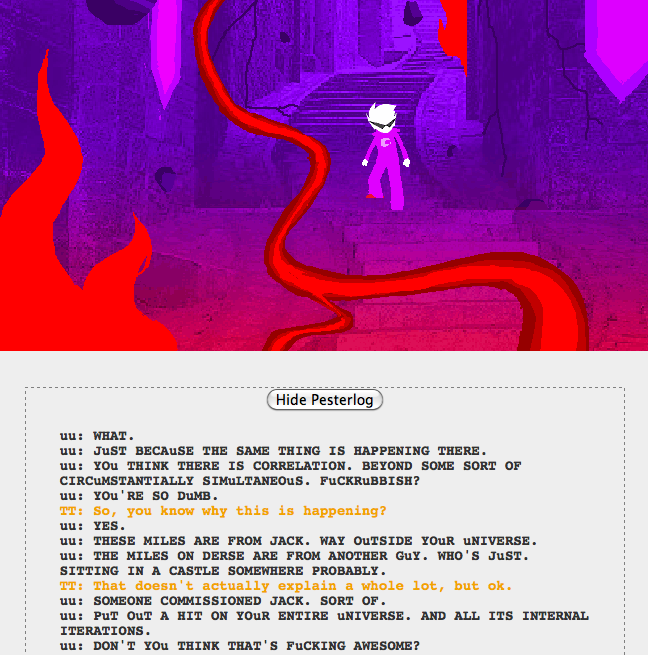 Hide Pesterlog
uu: WHAT.
uu: JuST BECAuSE THE SAME THING IS HAPPENING THERE.
uu: YOu THINK THERE IS CORRELATION. BEYOND SOME SORT OF
CIRCuMSTANTIALLY SIMuLTANEOuS. FuCKRuBBISH?
uu: YOu'RE SO DuMB.
TT: So, you know why this is happening?
uu: YES.
uu: THESE MILES ARE FROM JACK. WAY OuTSIDE YOuR uNIVERSE.
uu: THE MILES ON DERSE ARE FROM ANOTHER GuY. WHO'S JuST.
SITTING IN A CASTLE SOMEWHERE PROBABLY.
TT: That doesn't actually explain a whole lot, but ok.
uu: SOMEONE COMMISSIONED JACK. SORT OF.
uu: PuT OuT A HIT ON YOuR ENTIRE uNIVERSE. AND ALL ITS INTERNAL
ITERATIONS.
uu: DON'T YOu THINK THAT'S FuCKING AWESOME?